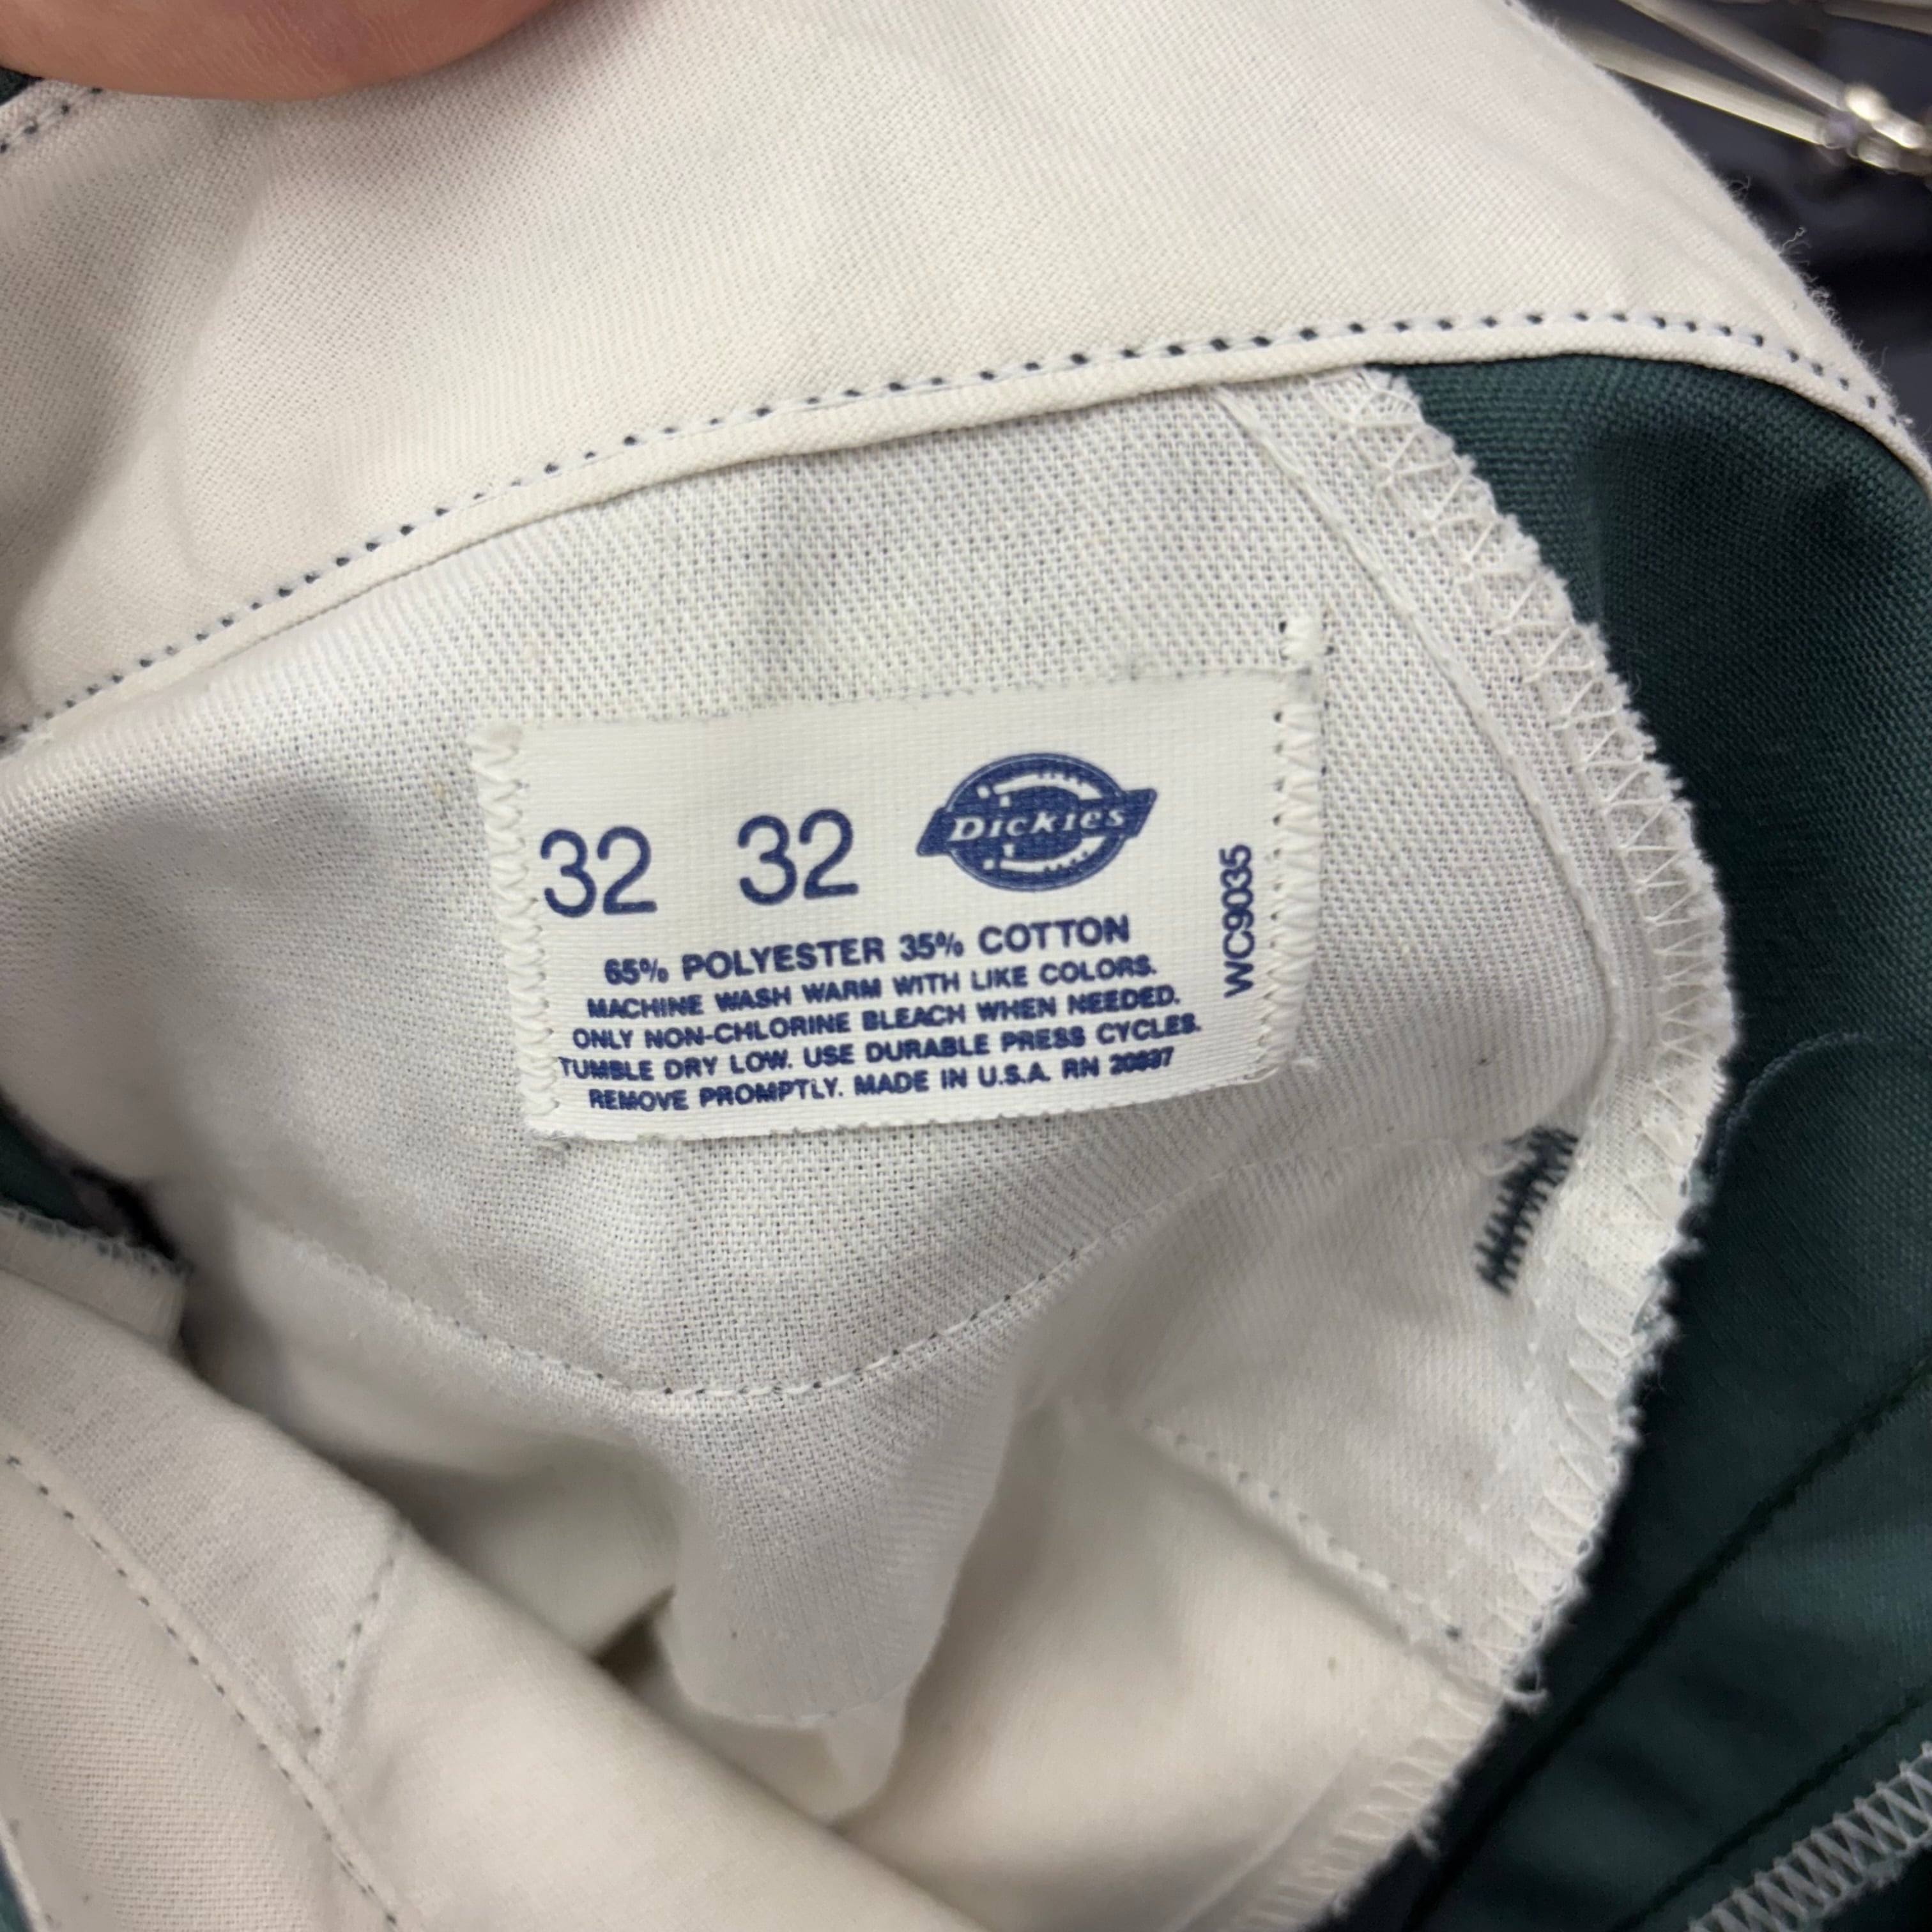 32 32 Dickies
65% POLYESTER 35% COTTON
MACHINE WASH WARM WITH LIKE COLORS.
ONLY NON-CHLORINE BLEACH WHEN NEEDED.
TUMBLE DRY LOW. USE DURABLE PRESS CYCLES.
REMOVE PROMPTLY. MADE IN U.S.A. RN 20697
WC9035